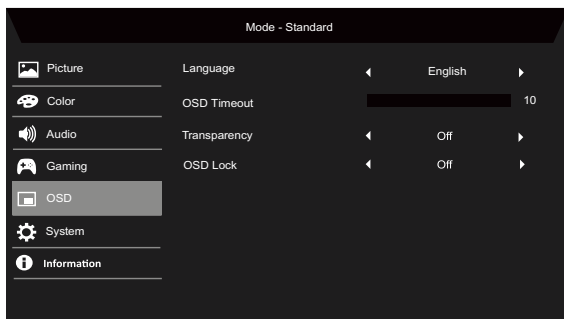 Mode - Standard
Picture
Color
Audio
Gaming
OSD
System
Information
Language English
OSD Timeout 10
Transparency Off
OSD Lock Off